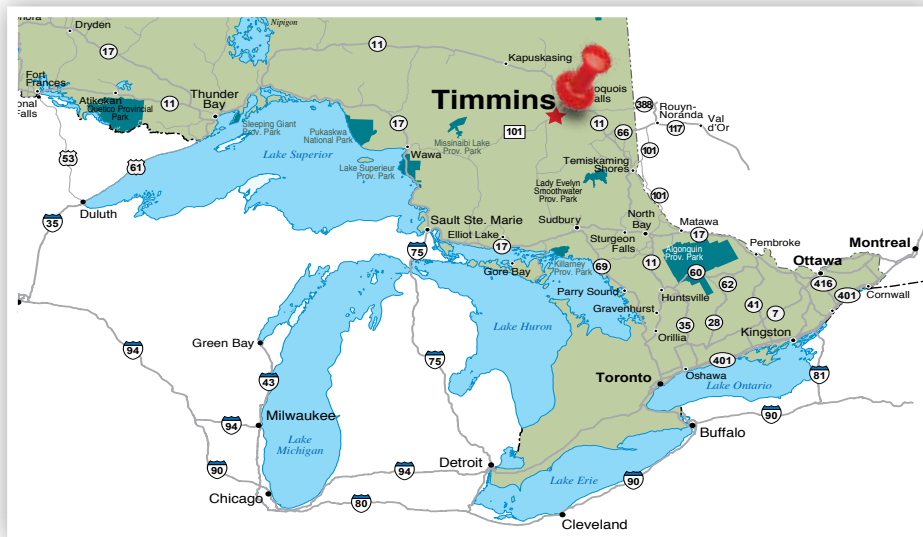 Dryden
Nipigon
17
11
Kapuskasing
Fort
Frances
Atikokan
Quetico Provincial
Park
11
Thunder
Bay
Sleeping Giant
Prov. Park
Pukaskwa
National Park
17
Missinaibi Lake
Prov. Park
Timmins
101
11
388
Rouyn-
Noranda
117
Val
d'Or
66
101
53
61
Lake Superior
Wawa
Lake Superieur
Prov. Park
Temiskaming
Shores
Lady Evelyn
Smoothwater
Prov. Park
101
Duluth
35
Sault Ste. Marie
Elliot Lake
75
17
Sudbury
Sturgeon
Falls
North
Bay
Matawa
17
Pembroke
Montreal
Ottawa
Algonquin
Prov. Park
60
Gore Bay
Killarney
Prov. Park
69
11
62
416
401
Cornwall
Parry Sound
Huntsville
Gravenhurst
41
7
Lake Huron
35
28
Orillia
Kingston
94
Green Bay
75
401
Oshawa
81
43
Toronto
Lake Ontario
94
Milwaukee
90
Lake
Michigan
Buffalo
90
Detroit
94
Lake Erie
90
Chicago
80
Cleveland